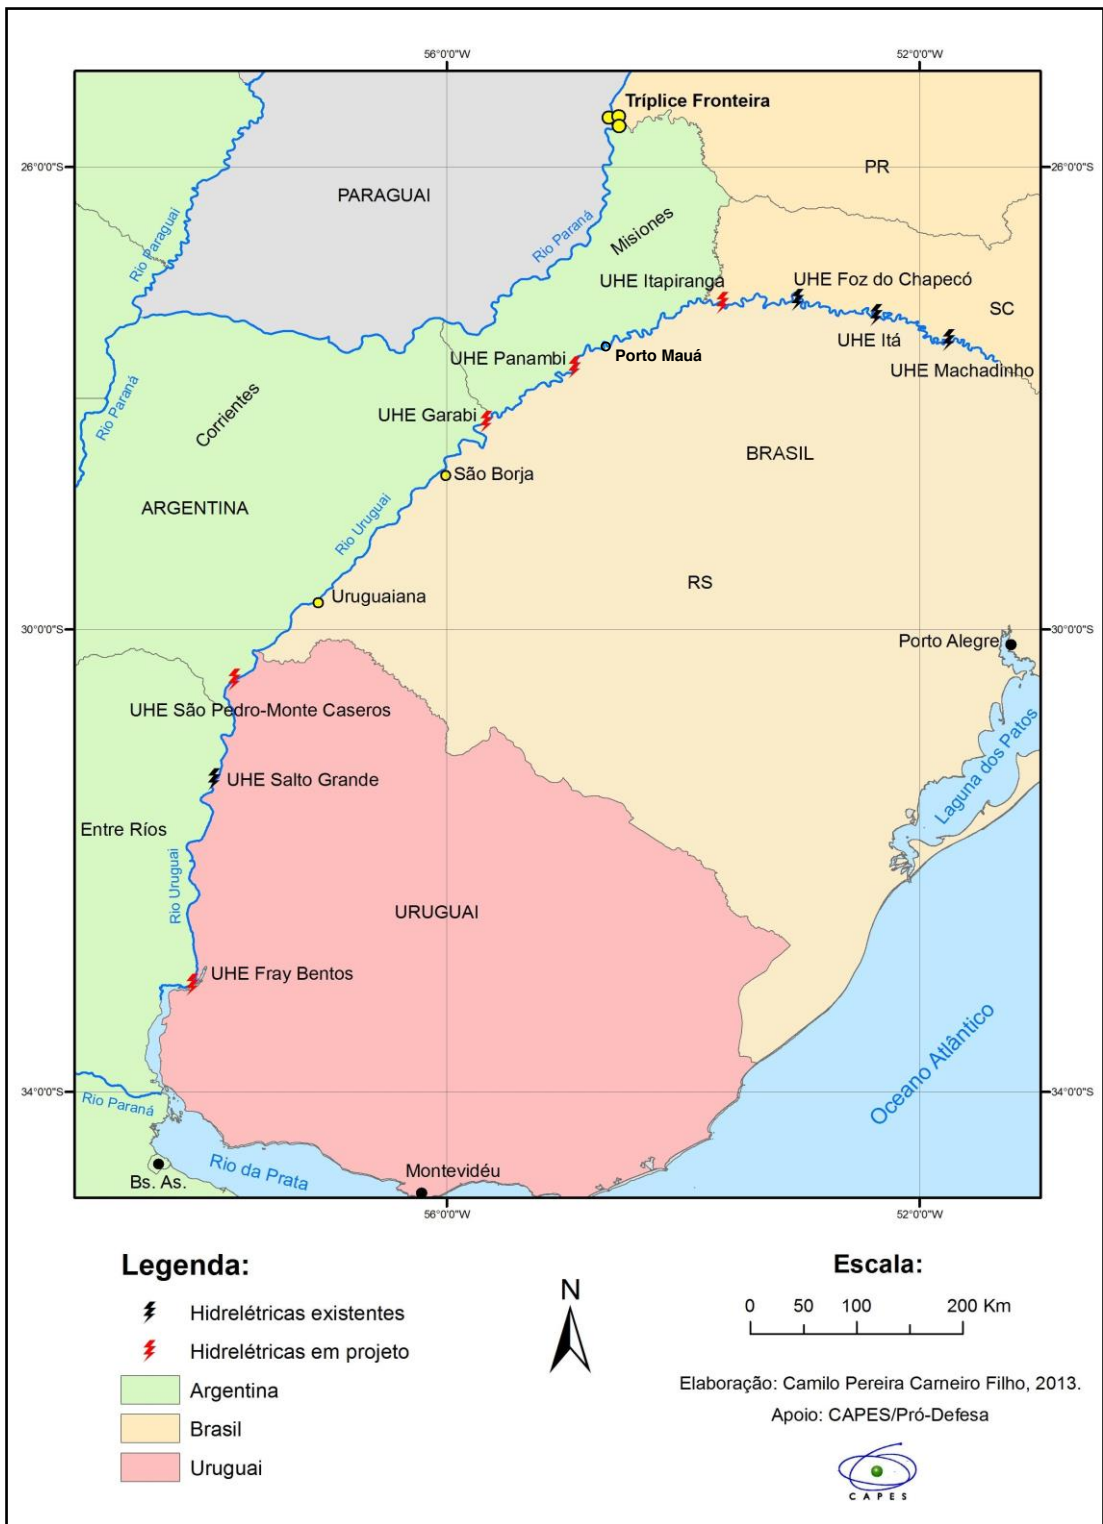 56°0'0"W
52°0'0"W
Tríplice Fronteira
26°0'0"S
26°0'0"S
PR
PARAGUAI
Rio Paraguai
Rio Paraná
Misiones
UHE Itapiranga
UHE Foz do Chapecó
SC
UHE Itá
UHE Panambi
Porto Mauá
UHE Machadinho
Rio Paraná
Corrientes
UHE Garabi
BRASIL
São Borja
ARGENTINA
Rio Uruguai
RS
Uruguaiana
30°0'0"S
30°0'0"S
Porto Alegre
UHE São Pedro-Monte Caseros
Laguna dos Patos
UHE Salto Grande
Entre Ríos
Rio Uruguai
URUGUAI
UHE Fray Bentos
Oceano Atlântico
34°0'0"S
34°0'0"S
Rio Paraná
Rio da Prata
Montevidéu
Bs. As.
56°0'0"W
52°0'0"W
Legenda:
Hidrelétricas existentes
Hidrelétricas em projeto
Argentina
Brasil
Uruguai
N
Escala:
0 50 100 200 Km
Elaboração: Camilo Pereira Carneiro Filho, 2013.
Apoio: CAPES/Pró-Defesa
CAPES